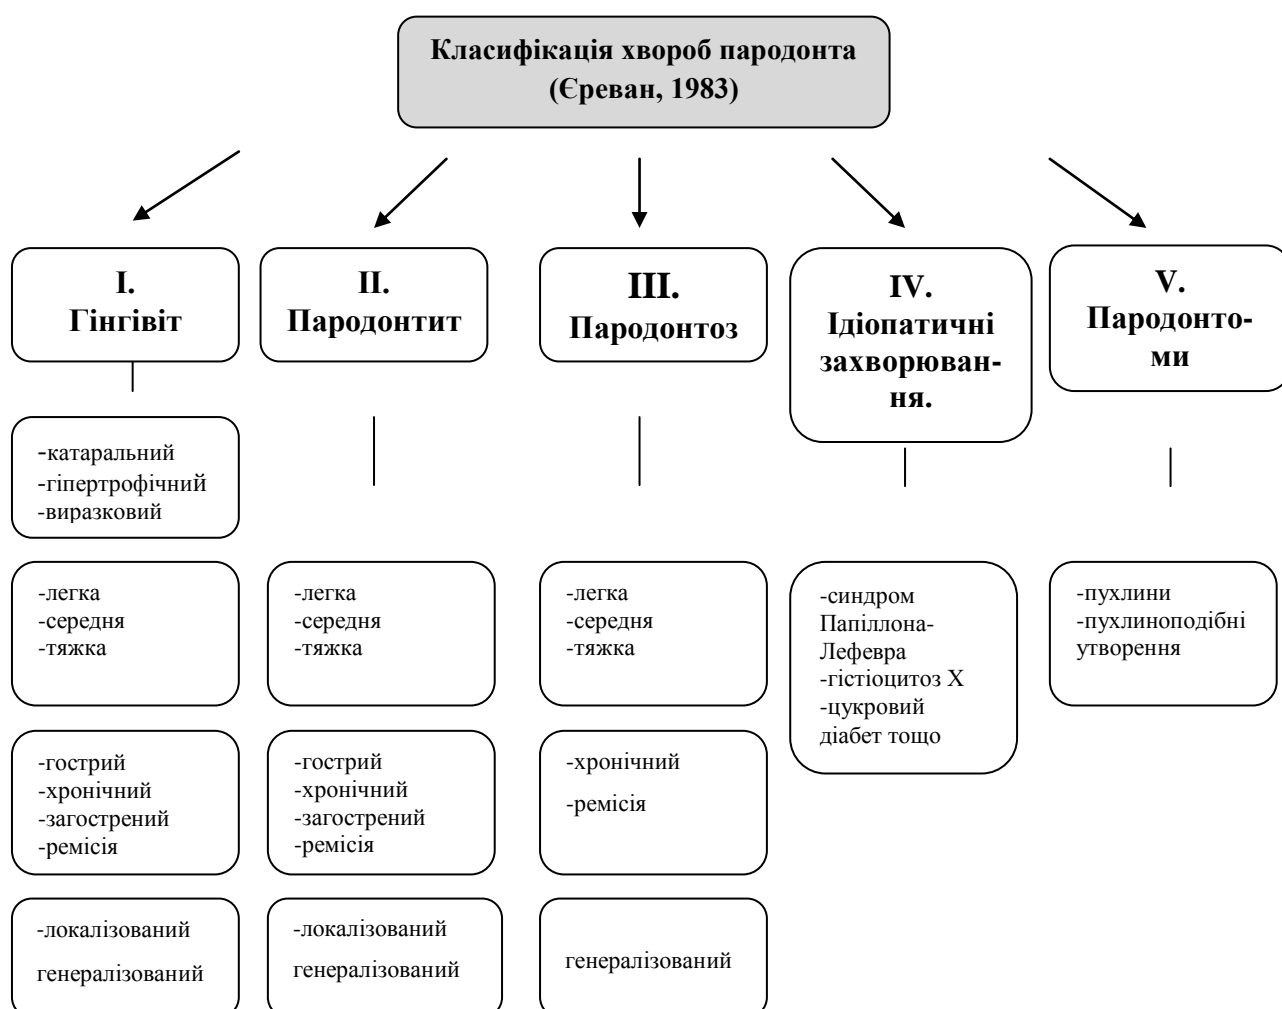 Класифікація хвороб пародонта
(Єреван, 1983)
I.
Гінгівіт
II.
Пародонтит
III.
Пародонтоз
IV.
Ідіопатичні
захворюван-
ня.
V.
Пародонто-
ми
-катаральний
-гіпертрофічний
-виразковий
-легка
-середня
-тяжка
-легка
-середня
-тяжка
-легка
-середня
-тяжка
-синдром
Папіллона-
Лефевра
-гістіоцитоз X
-цукровий
діабет тощо
-пухлини
-пухлиноподібні
утворення
-гострий
-хронічний
-загострений
-ремісія
-гострий
-хронічний
-загострений
-ремісія
-хронічний
-ремісія
-локалізований
генералізований
-локалізований
генералізований
генералізований